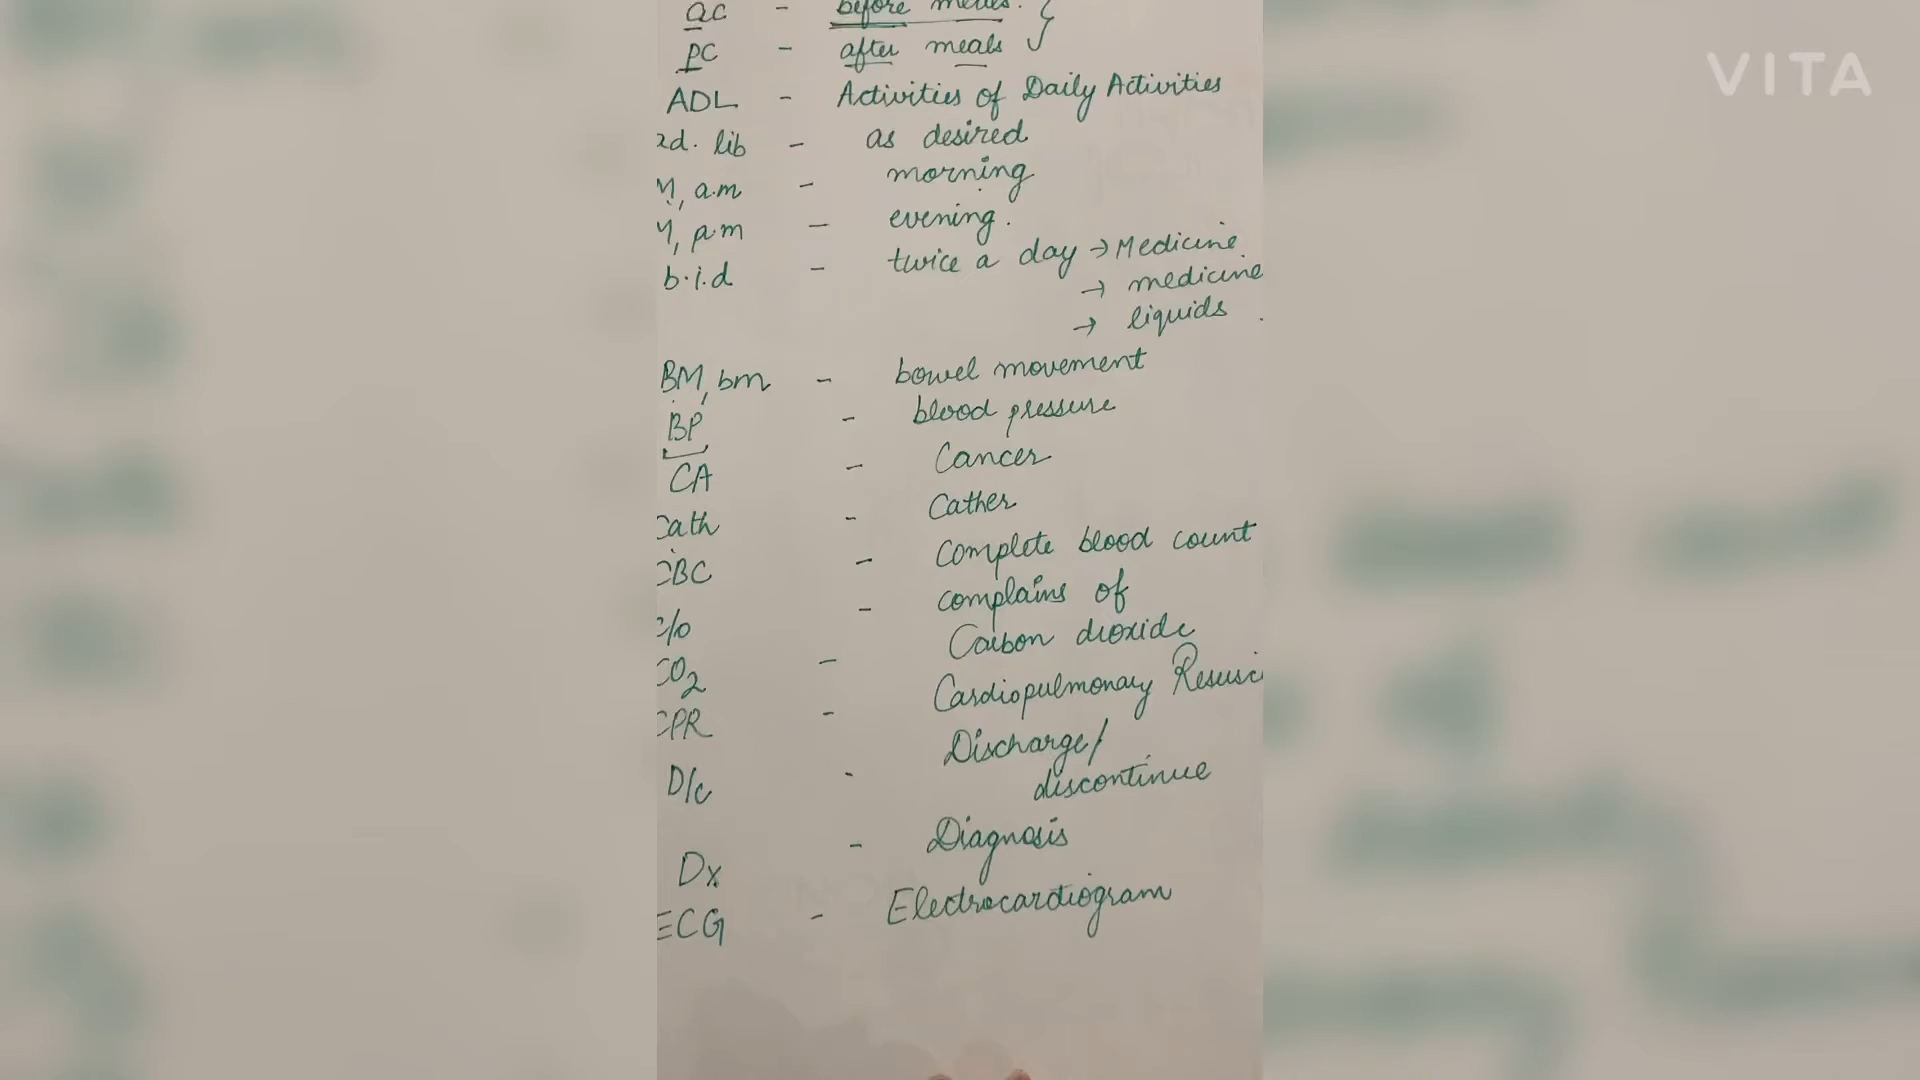 ac - before meals.
pc - after meals
ADL - Activities of Daily Activities
ad. lib - as desired
M, a.m - morning
M, p.m - evening.
b.i.d - twice a day → Medicine
→ medicine
→ liquids
BM, bm - bowel movement
BP - blood pressure
CA - Cancer
Cath - Cather
CBC - Complete blood count
c/o - complains of
CO2 - Carbon dioxide
CPR - Cardiopulmonary Resusci
D/c - Discharge/
discontinue
Dx - Diagnosis
ECG - Electrocardiogram
VITA